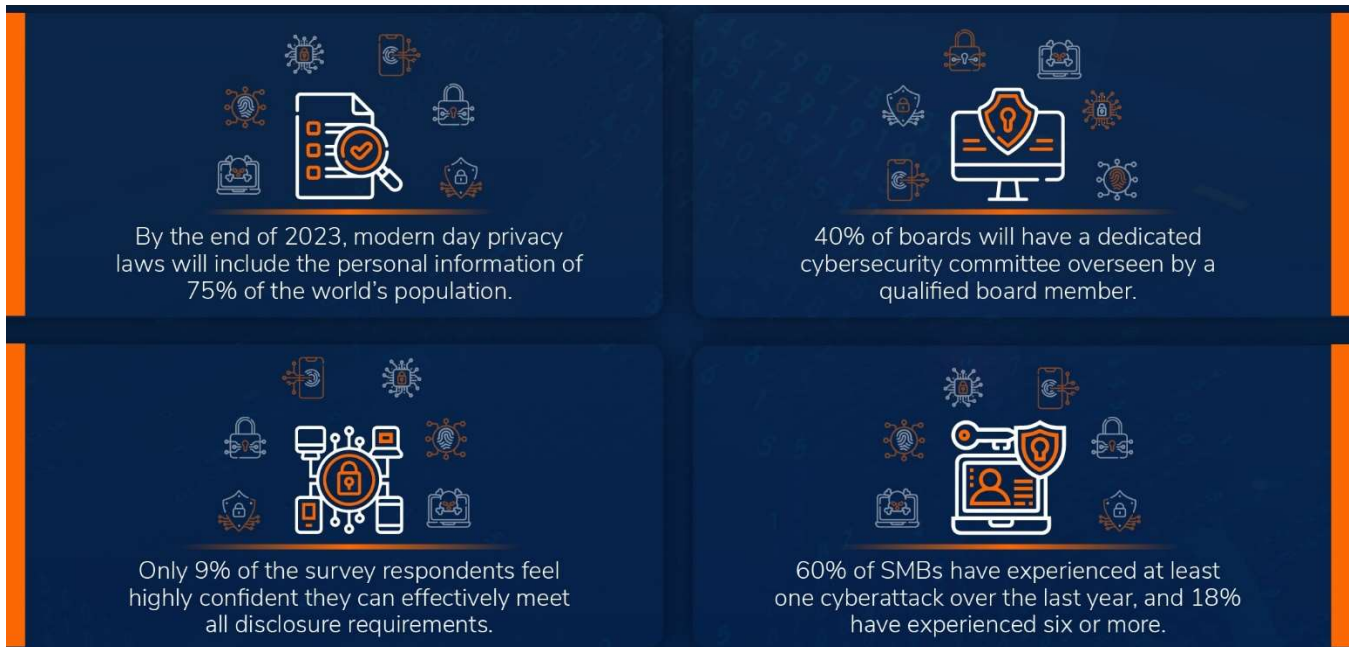 By the end of 2023, modern day privacy
laws will include the personal information of
75% of the world's population.
40% of boards will have a dedicated
cybersecurity committee overseen by a
qualified board member.
Only 9% of the survey respondents feel
highly confident they can effectively meet
all disclosure requirements.
60% of SMBs have experienced at least
one cyberattack over the last year, and 18%
have experienced six or more.